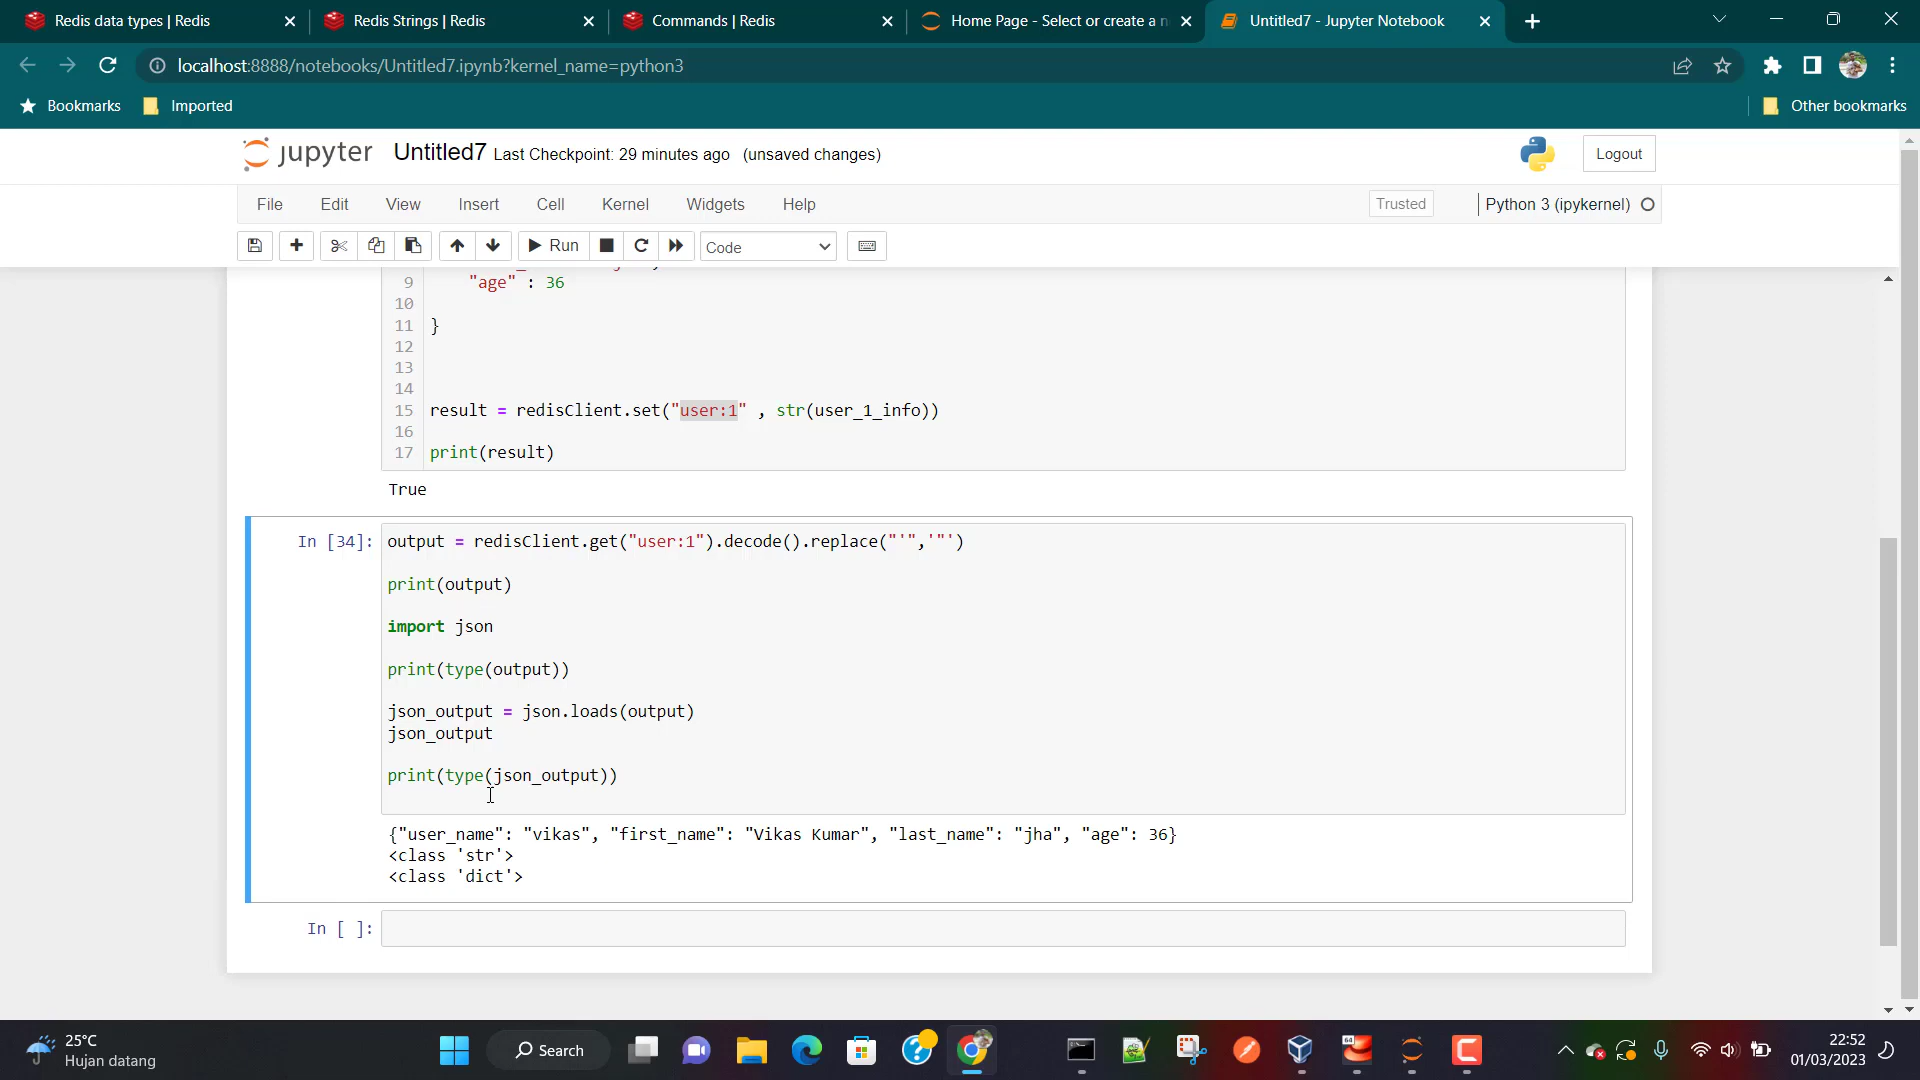 Redis data types | Redis
Redis Strings | Redis
Commands | Redis
Home Page - Select or create a n
Untitled7 - Jupyter Notebook
localhost:8888/notebooks/Untitled7.ipynb?kernel_name=python3
Bookmarks
Imported
Other bookmarks
jupyter Untitled7 Last Checkpoint: 29 minutes ago (unsaved changes)
Logout
File Edit View Insert Cell Kernel Widgets Help
Trusted
Python 3 (ipykernel)
Run
Code
9 "age" : 36
10
11 }
12
13
14
15 result = redisClient.set("user:1" , str(user_1_info))
16
17 print(result)
True
In [34]: output = redisClient.get("user:1").decode().replace("'",'"')
print(output)
import json
print(type(output))
json_output = json.loads(output)
json_output
print(type(json_output))
{"user_name": "vikas", "first_name": "Vikas Kumar", "last_name": "jha", "age": 36}
<class 'str'>
<class 'dict'>
In [ ]:
25°C
Hujan datang
Search
64
22:52
01/03/2023